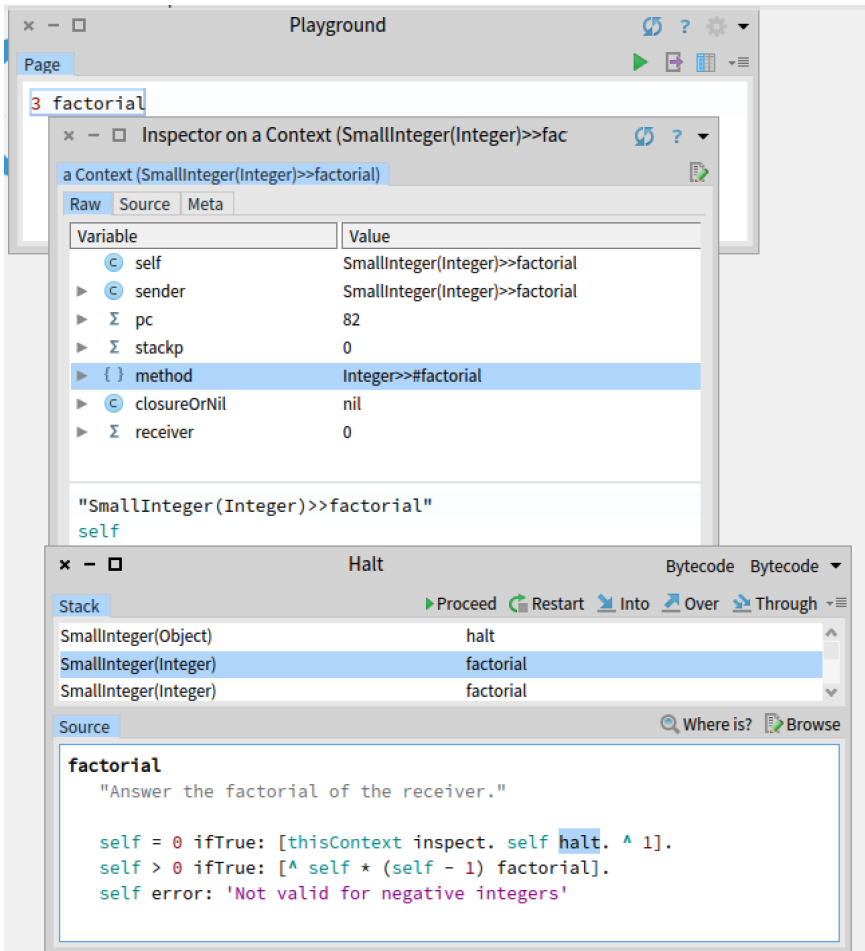 Playground
Page
3 factorial
Inspector on a Context (SmallInteger(Integer)>>fac
a Context (SmallInteger(Integer)>>factorial)
Raw Source Meta
Variable Value
self SmallInteger(Integer)>>factorial
sender SmallInteger(Integer)>>factorial
pc 82
stackp 0
method Integer>>#factorial
closureOrNil nil
receiver 0
"SmallInteger(Integer)>>factorial"
self
Halt Bytecode Bytecode
Stack Proceed Restart Into Over Through
SmallInteger(Object) halt
SmallInteger(Integer) factorial
SmallInteger(Integer) factorial
Source Where is? Browse
factorial
"Answer the factorial of the receiver."
self = 0 ifTrue: [thisContext inspect. self halt. ^ 1].
self > 0 ifTrue: [^ self * (self - 1) factorial].
self error: 'Not valid for negative integers'